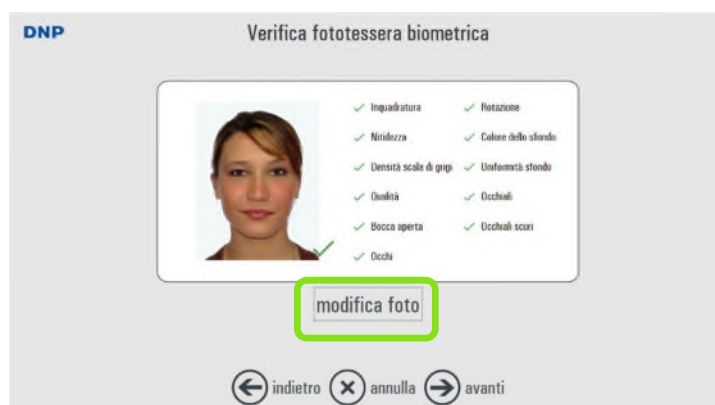 DNP
Verifica fototessera biometrica
Inquadratura
Rotazione
Nitidezza
Colore dello sfondo
Densità scala di grigi
Uniformità sfondo
Qualità
Occhiali
Bocca aperta
Occhiali scuri
Occhi
modifica foto
indietro annulla avanti